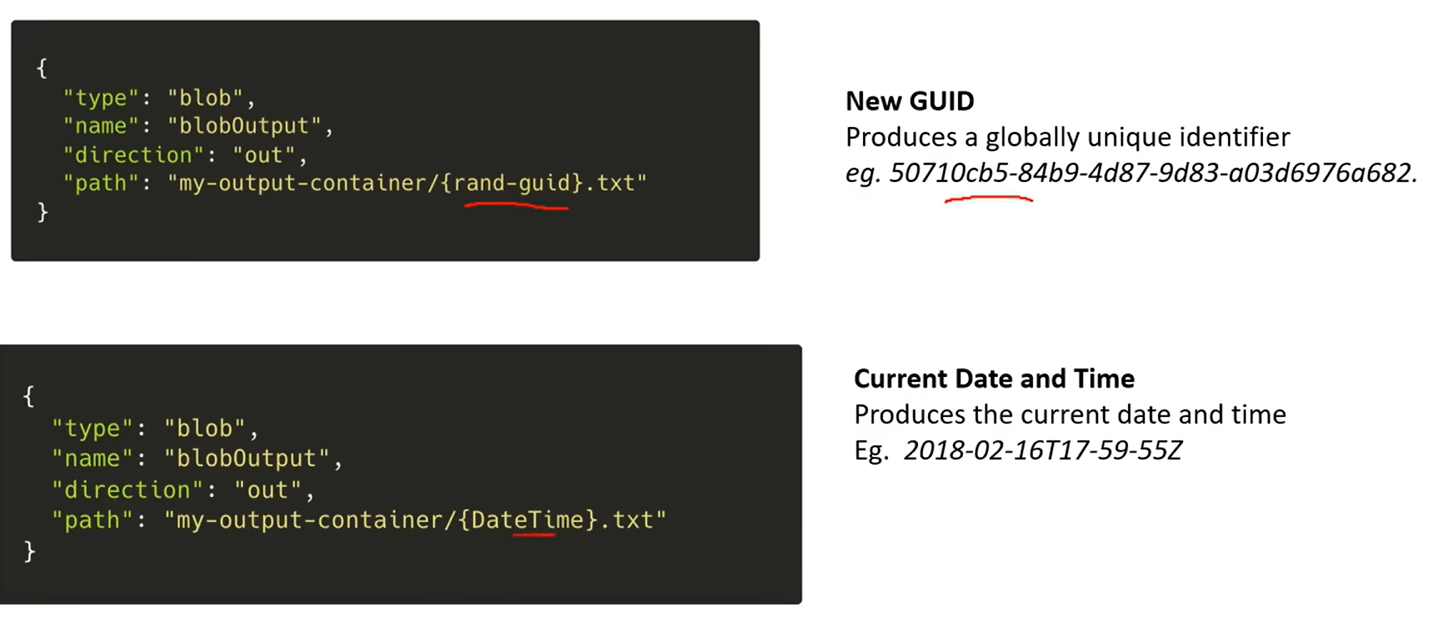 {
"type": "blob",
"name": "blobOutput",
"direction": "out",
"path": "my-output-container/{rand-guid}.txt"
}
New GUID
Produces a globally unique identifier
eg. 50710cb5-84b9-4d87-9d83-a03d6976a682.
{
"type": "blob",
"name": "blobOutput",
"direction": "out",
"path": "my-output-container/{DateTime}.txt"
}
Current Date and Time
Produces the current date and time
Eg. 2018-02-16T17-59-55Z